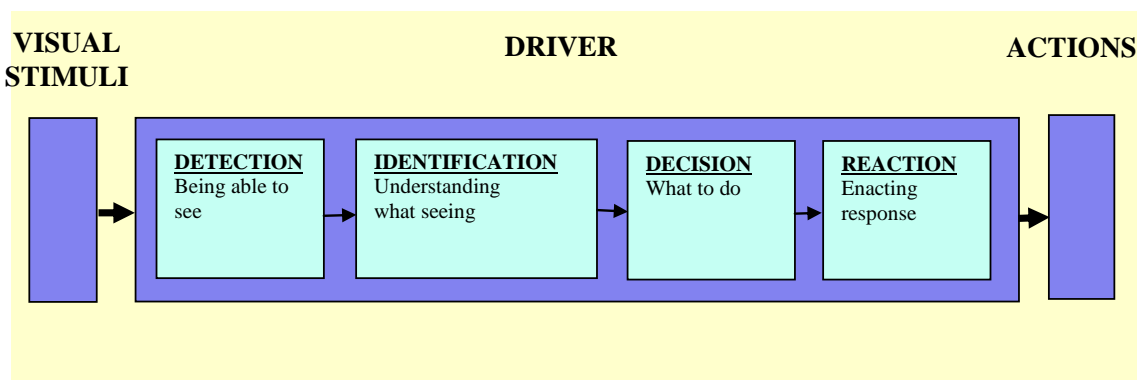 VISUAL
STIMULI
DRIVER
ACTIONS
DETECTION
Being able to
see
IDENTIFICATION
Understanding
what seeing
DECISION
What to do
REACTION
Enacting
response